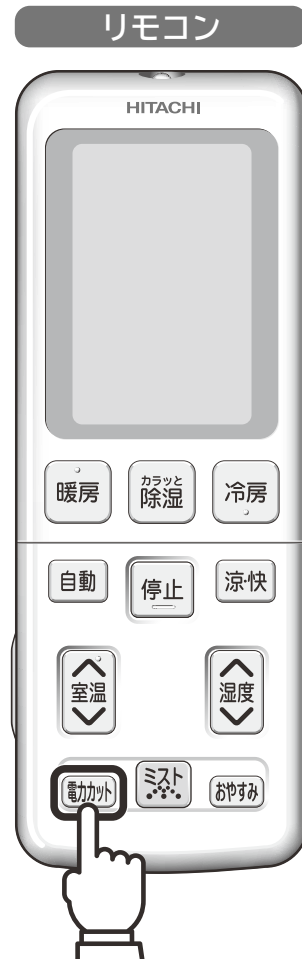 リモコン
HITACHI
暖房
カラッと
除湿
冷房
自動
停止
涼・快
室温
湿度
電力カット
ミスト
おやすみ